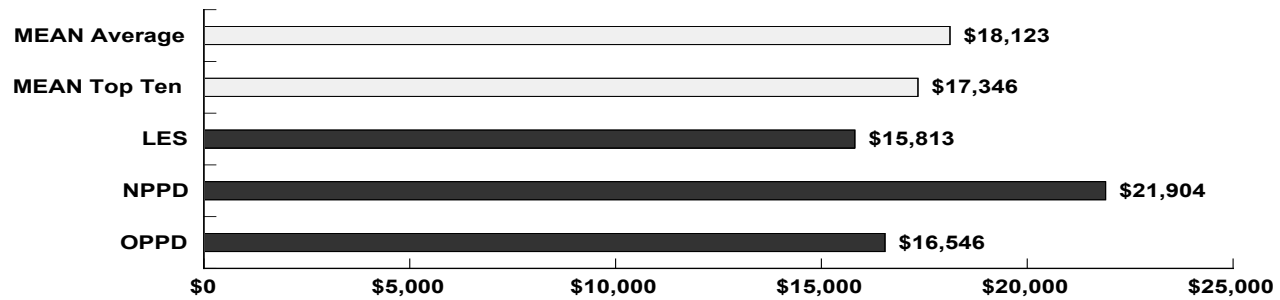 MEAN Average $18,123
MEAN Top Ten $17,346
LES $15,813
NPPD $21,904
OPPD $16,546
$0 $5,000 $10,000 $15,000 $20,000 $25,000